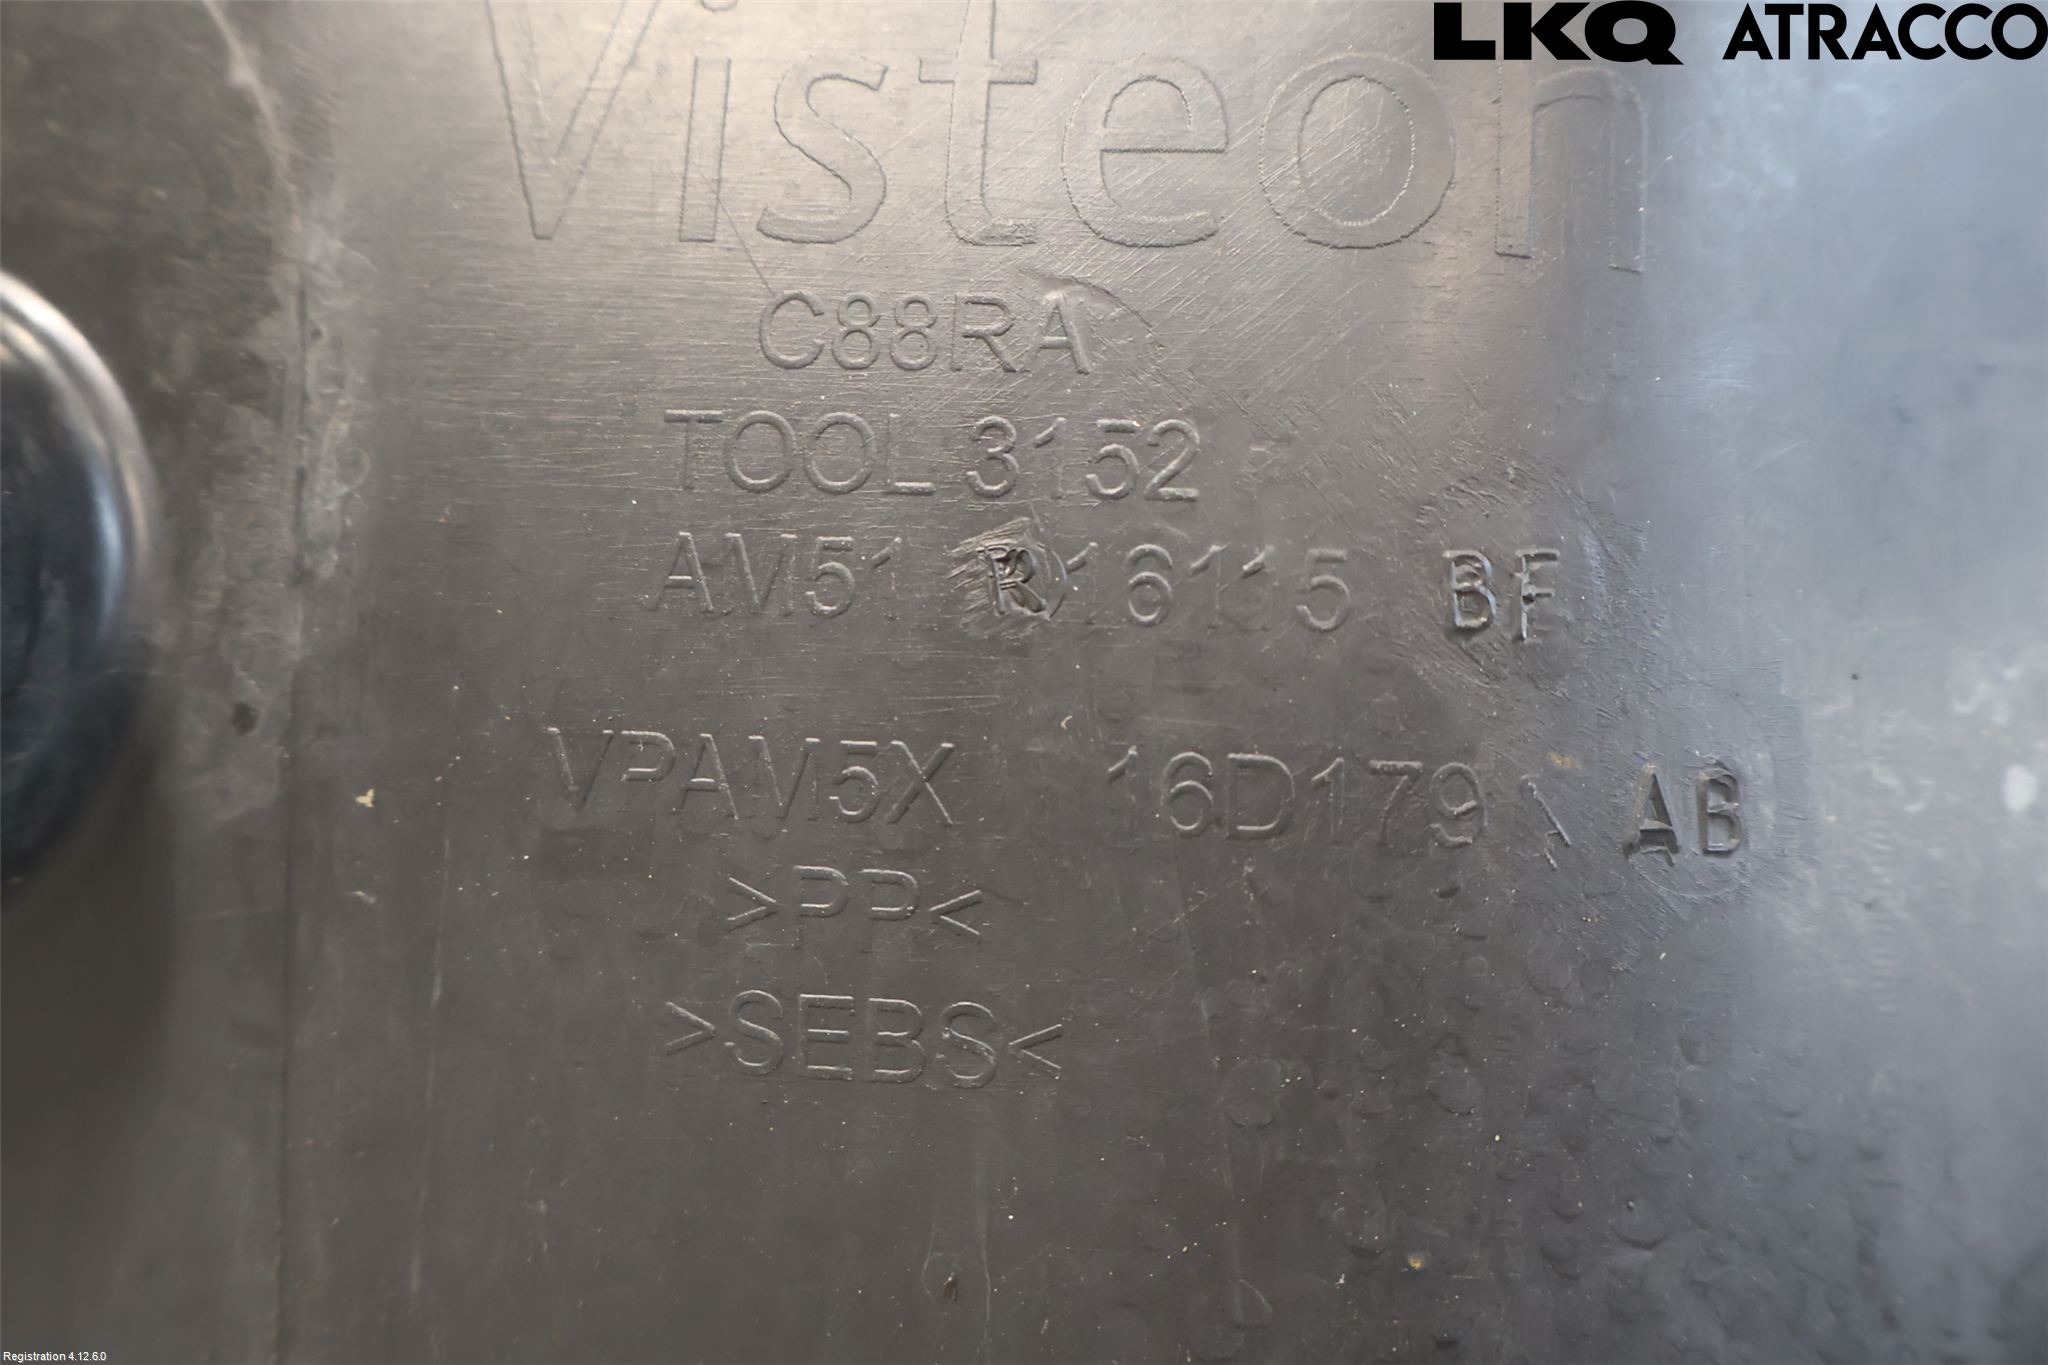 LKQ ATRACCO
Visteon
C88RA
TOOL 3152
AM51 R16115 BF
VPAM5X 16D179 \ AB
>PP<
>SEBS<
Registration 4.12.6.0